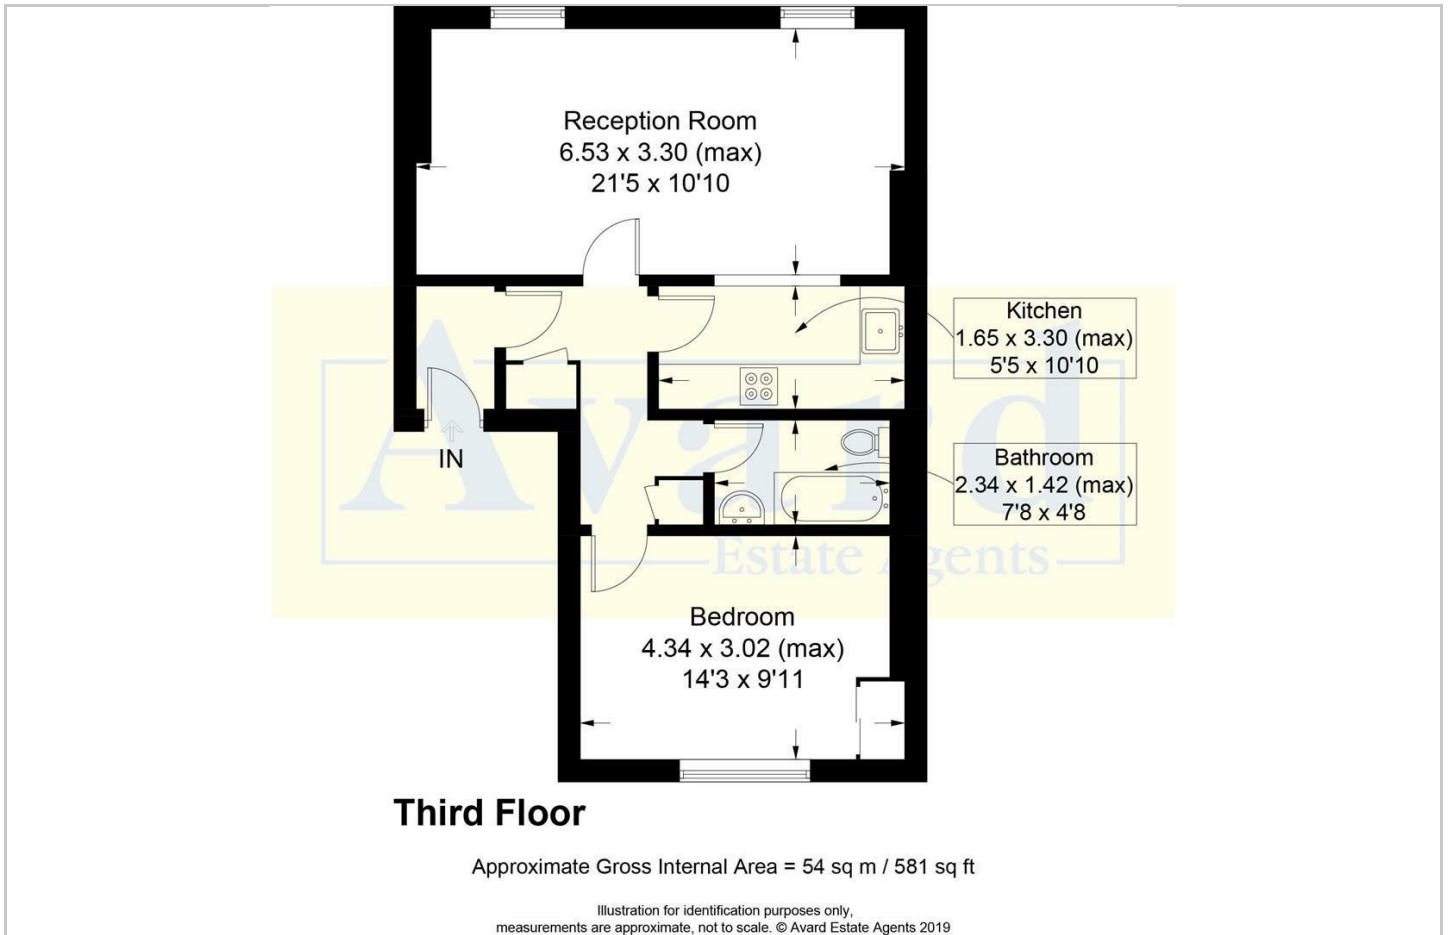 Reception Room
6.53 x 3.30 (max)
21'5 x 10'10
Kitchen
1.65 x 3.30 (max)
5'5 x 10'10
IN
Bathroom
2.34 x 1.42 (max)
7'8 x 4'8
Avard
Estate Agents
Bedroom
4.34 x 3.02 (max)
14'3 x 9'11
Third Floor
Approximate Gross Internal Area = 54 sq m / 581 sq ft
Illustration for identification purposes only,
measurements are approximate, not to scale. © Avard Estate Agents 2019